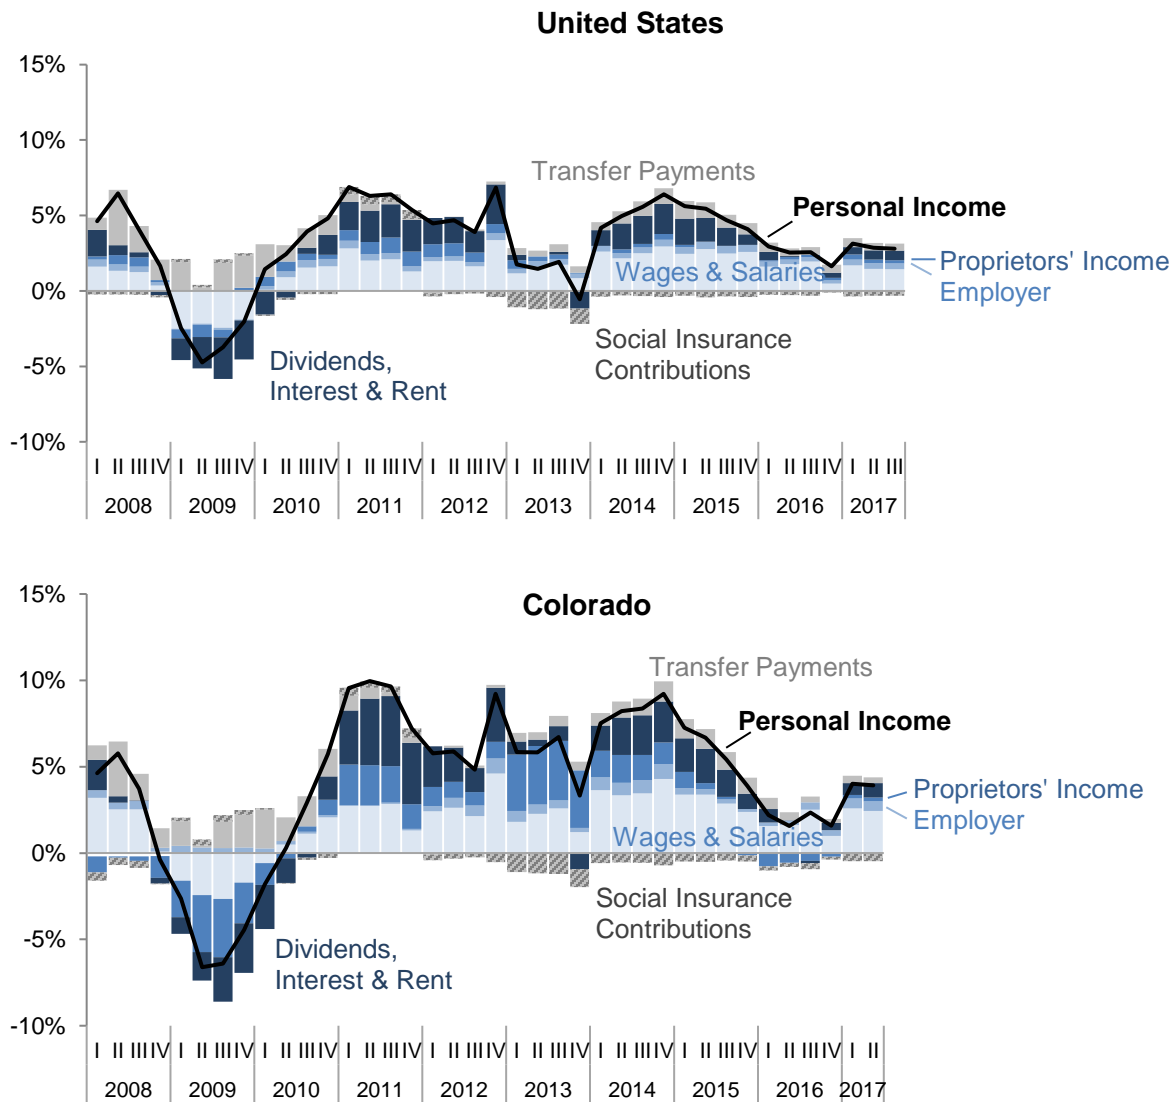 United States
15%
10%
5%
0%
-5%
-10%
Transfer Payments
Personal Income
Wages & Salaries
Proprietors' Income
Employer
Social Insurance
Contributions
Dividends,
Interest & Rent
I II III IV I II III IV I II III IV I II III IV I II III IV I II III IV I II III IV I II III IV I II III IV I II III
2008 2009 2010 2011 2012 2013 2014 2015 2016 2017
Colorado
15%
10%
5%
0%
-5%
-10%
Transfer Payments
Personal Income
Wages & Salaries
Proprietors' Income
Employer
Social Insurance
Contributions
Dividends,
Interest & Rent
I II III IV I II III IV I II III IV I II III IV I II III IV I II III IV I II III IV I II III IV I II III IV I II
2008 2009 2010 2011 2012 2013 2014 2015 2016 2017